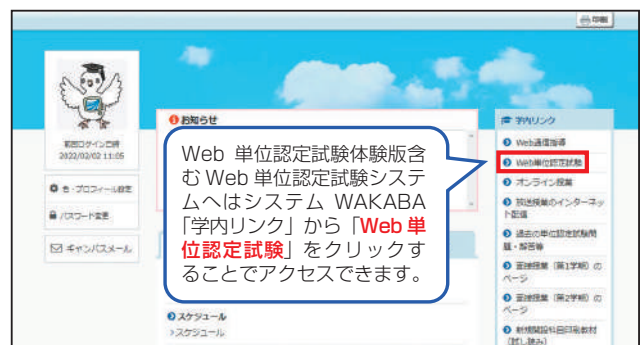 印刷
お知らせ
前回ログイン日時
2022/02/02 11:05
色・プロフィール設定
パスワード変更
キャンパスメール
Web 単位認定試験体験版含
む Web 単位認定試験システ
ムへはシステム WAKABA
「学内リンク」から「Web 単
位認定試験」をクリックす
ることでアクセスできます。
スケジュール
>スケジュール
学内リンク
Web通信指導
Web単位認定試験
オンライン授業
放送授業のインターネッ
ト配信
過去の単位認定試験問
題・解答等
面接授業（第1学期）の
ページ
面接授業（第2学期）の
ページ
新規開設科目印刷教材
（試し読み）